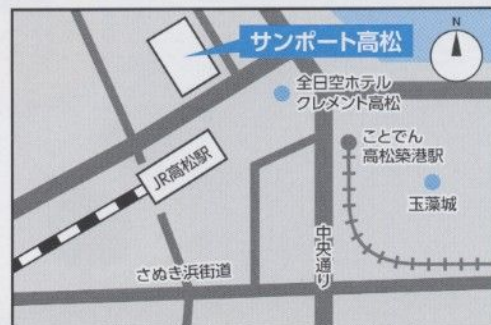 サンポート高松
N
全日空ホテル
クレメント高松
ことでん
高松築港駅
JR高松駅
玉藻城
中央通り
さぬき浜街道